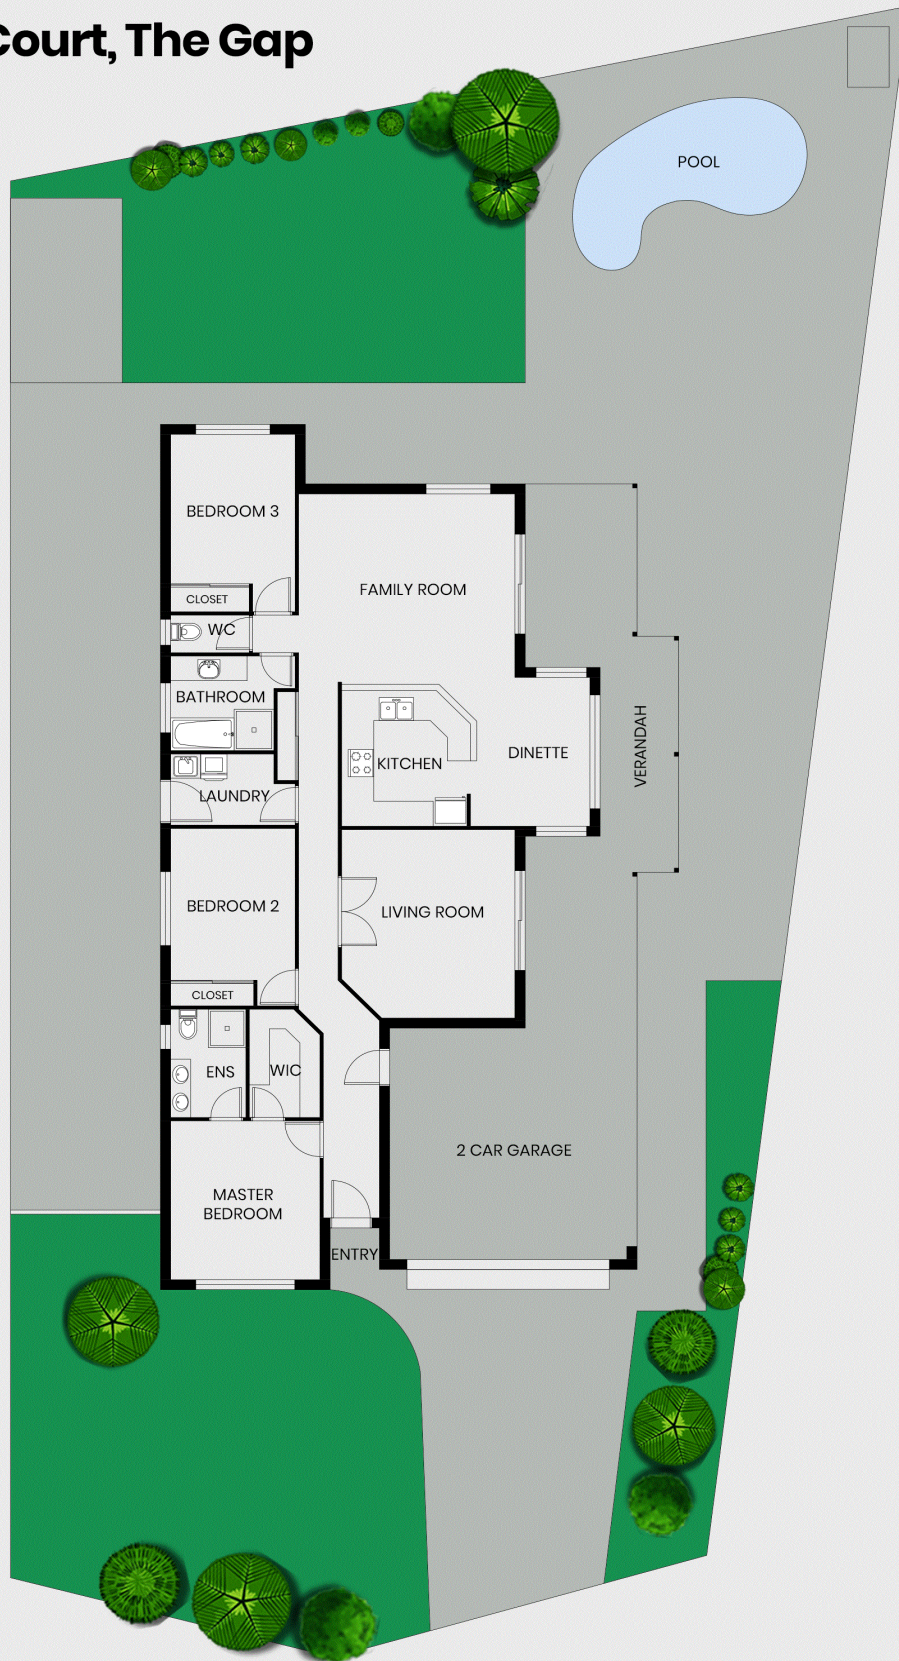 Court, The Gap
POOL
BEDROOM 3
FAMILY ROOM
CLOSET
WC
BATHROOM
VERANDAH
KITCHEN
DINETTE
LAUNDRY
BEDROOM 2
LIVING ROOM
CLOSET
ENS
WIC
2 CAR GARAGE
MASTER
BEDROOM
ENTRY